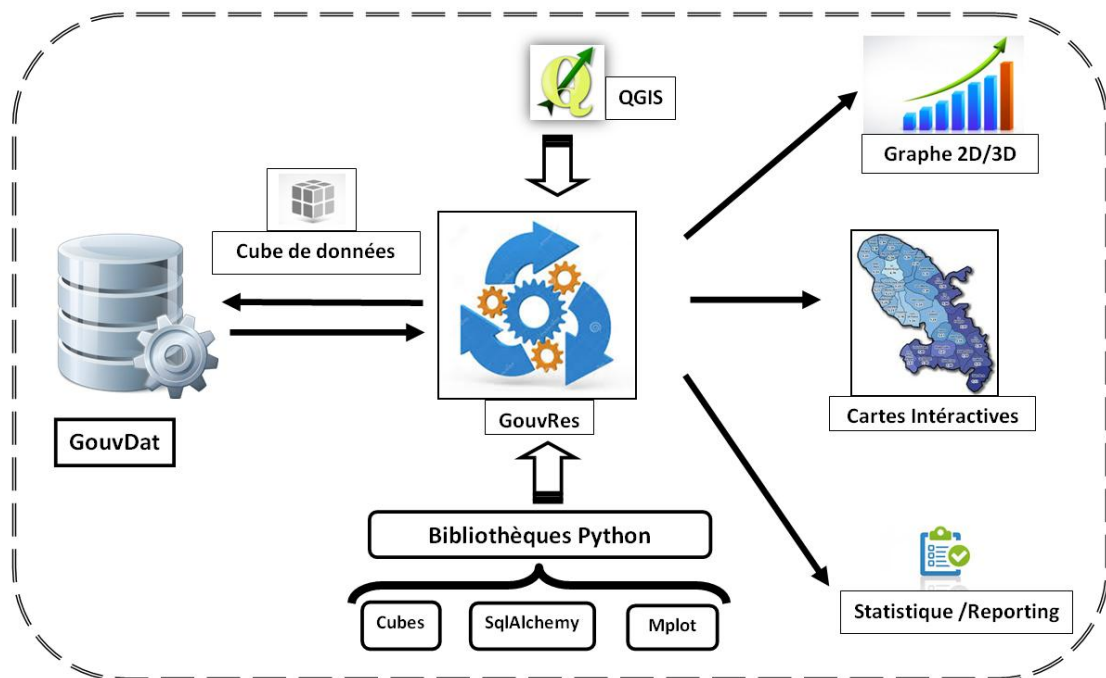 QGIS
Graphe 2D/3D
Cube de données
GouvDat
GouvRes
Cartes Intéractives
Bibliothèques Python
Cubes
SqlAlchemy
Mplot
Statistique /Reporting